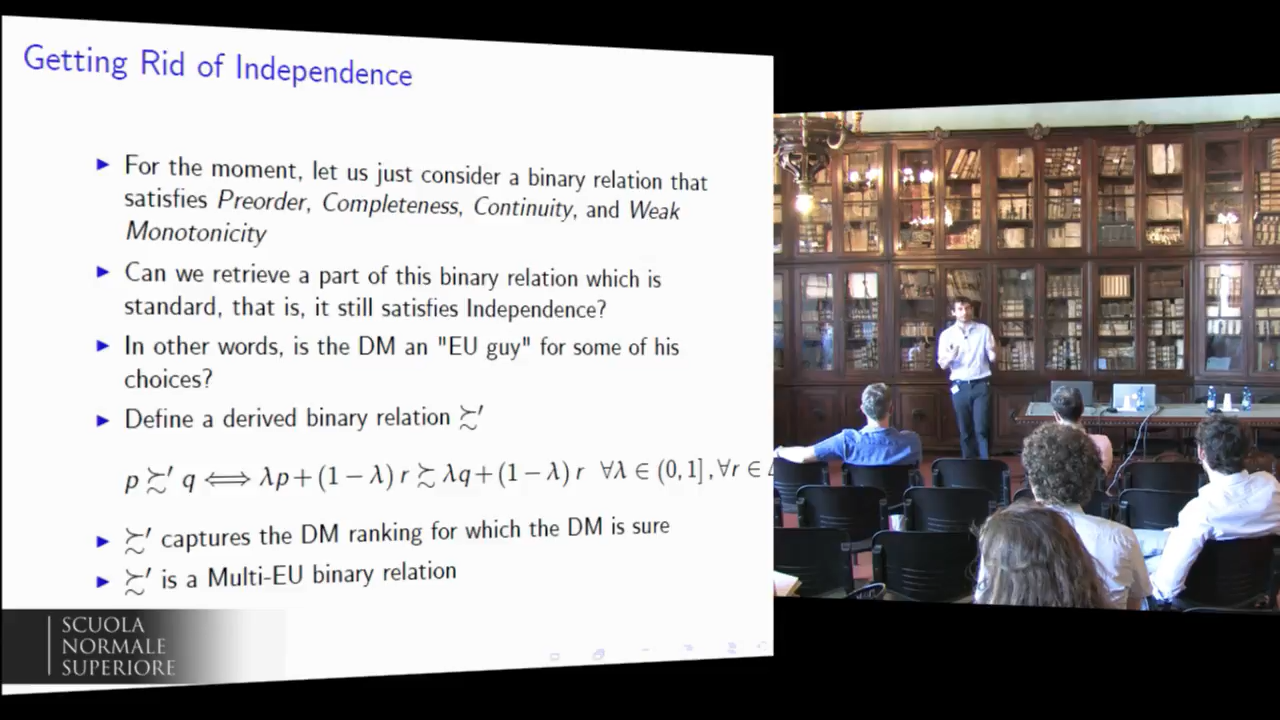 Getting Rid of Independence
▶ For the moment, let us just consider a binary relation that
satisfies Preorder, Completeness, Continuity, and Weak
Monotonicity
▶ Can we retrieve a part of this binary relation which is
standard, that is, it still satisfies Independence?
▶ In other words, is the DM an "EU guy" for some of his
choices?
▶ Define a derived binary relation ≿′
p ≿′ q ⟺ λp + (1 − λ) r ≿ λq + (1 − λ) r ∀λ ∈ (0, 1] , ∀r ∈
▶ ≿′ captures the DM ranking for which the DM is sure
▶ ≿′ is a Multi-EU binary relation
SCUOLA
NORMALE
SUPERIORE